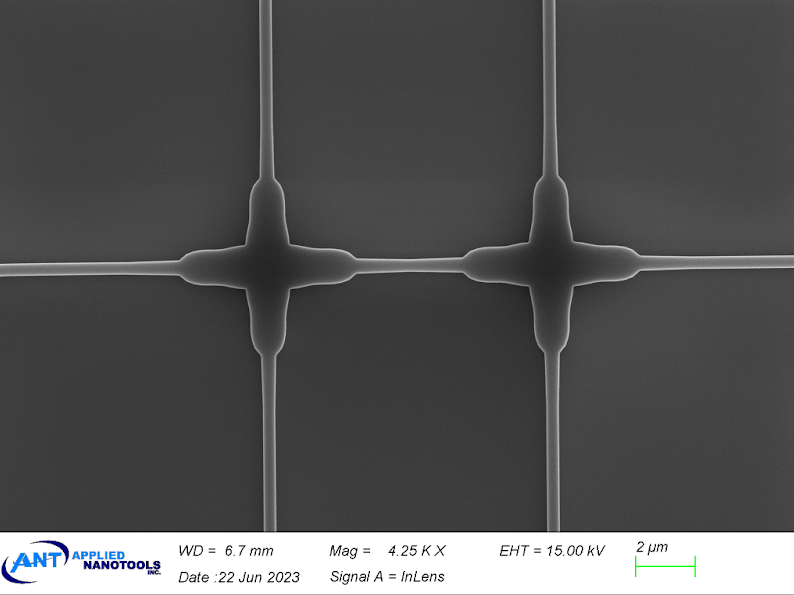 ANT APPLIED NANOTOOLS INC.
WD = 6.7 mm Mag = 4.25 K X EHT = 15.00 kV 2 µm
Date :22 Jun 2023 Signal A = InLens